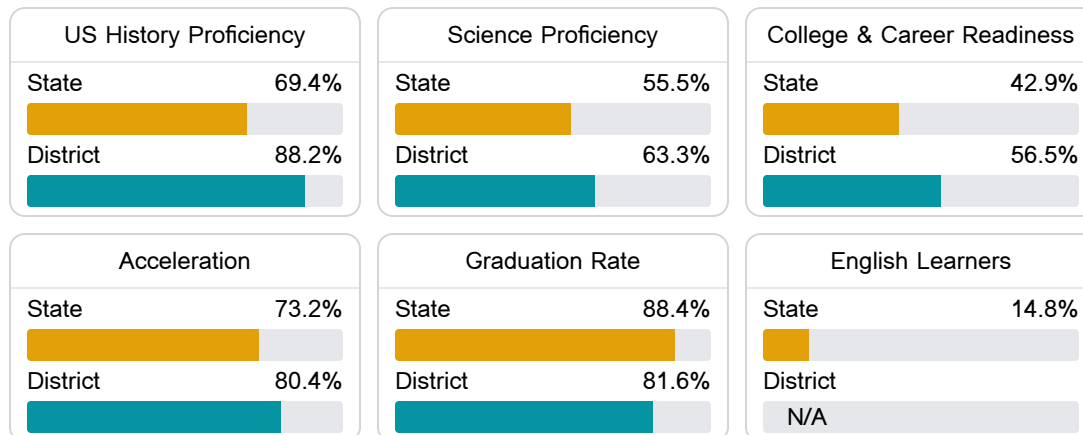 US History Proficiency
State 69.4%
District 88.2%
Science Proficiency
State 55.5%
District 63.3%
College & Career Readiness
State 42.9%
District 56.5%
Acceleration
State 73.2%
District 80.4%
Graduation Rate
State 88.4%
District 81.6%
English Learners
State 14.8%
District
N/A